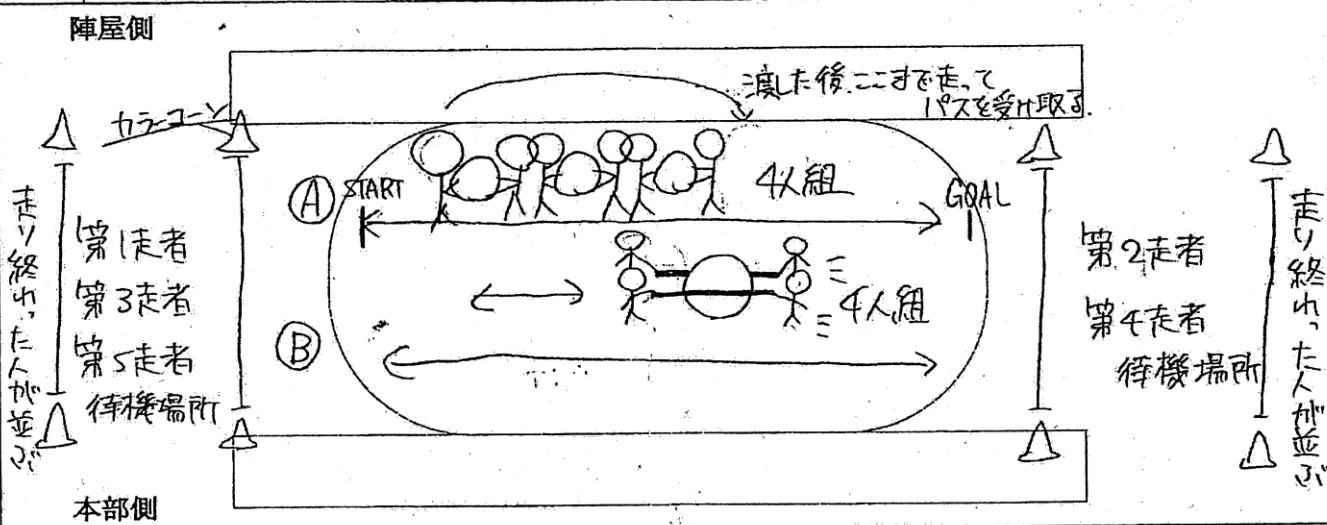 陣屋側
渡した後、ここまで走って
パスを受け取る。
カラーコーン
Ⓐ
START
4人組
GOAL
走り終わった人が並ぶ
第1走者
第3走者
第5走者
待機場所
Ⓑ
4人組
第2走者
第4走者
待機場所
走り終わった人が並ぶ
本部側